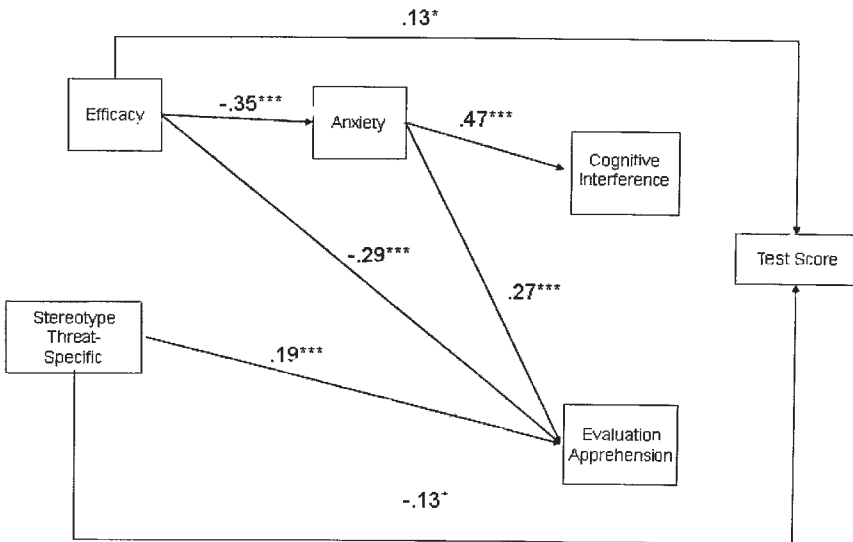 .13*
Efficacy
-.35***
Anxiety
.47***
Cognitive
Interference
-.29***
.27***
Test Score
Stereotype
Threat-
Specific
.19***
Evaluation
Apprehension
-.13*